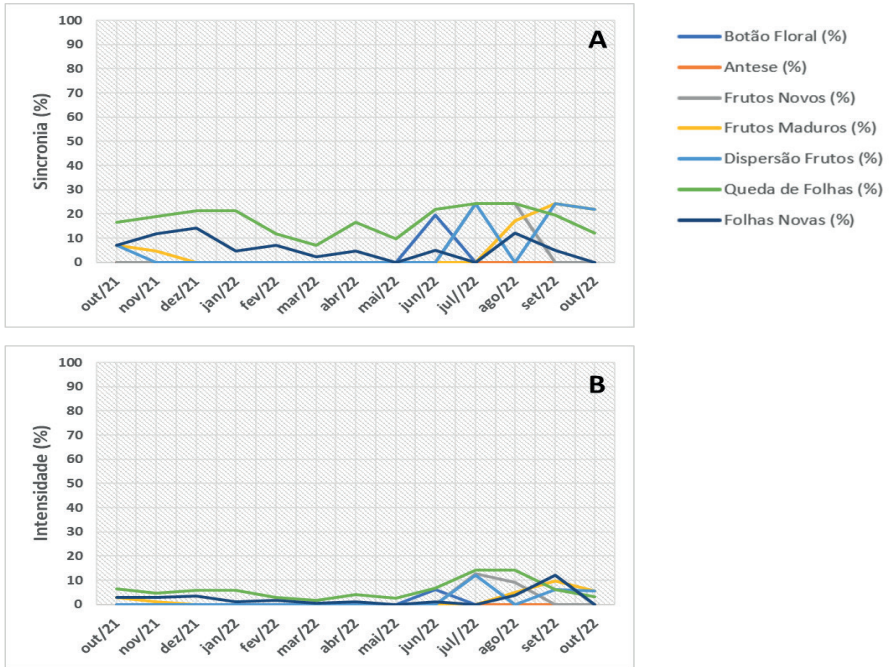 A
Sincronia (%)
100
90
80
70
60
50
40
30
20
10
0
out/21
nov/21
dez/21
jan/22
fev/22
mar/22
abr/22
mai/22
jun/22
jul//22
ago/22
set/22
out/22
Botão Floral (%)
Antese (%)
Frutos Novos (%)
Frutos Maduros (%)
Dispersão Frutos (%)
Queda de Folhas (%)
Folhas Novas (%)
B
Intensidade (%)
100
90
80
70
60
50
40
30
20
10
0
out/21
nov/21
dez/21
jan/22
fev/22
mar/22
abr/22
mai/22
jun/22
jul//22
ago/22
set/22
out/22